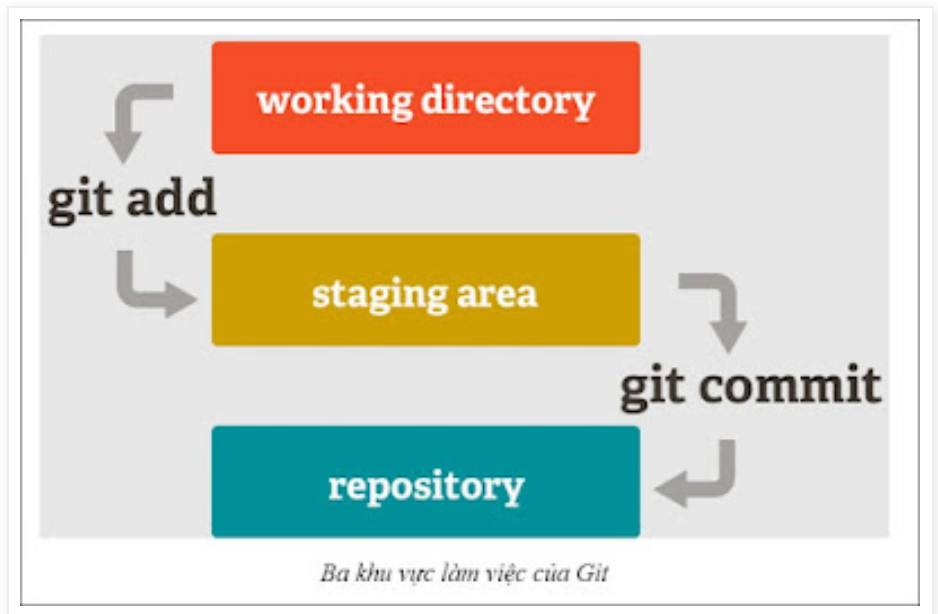 working directory
git add
staging area
git commit
repository
Ba khu vực làm việc của Git